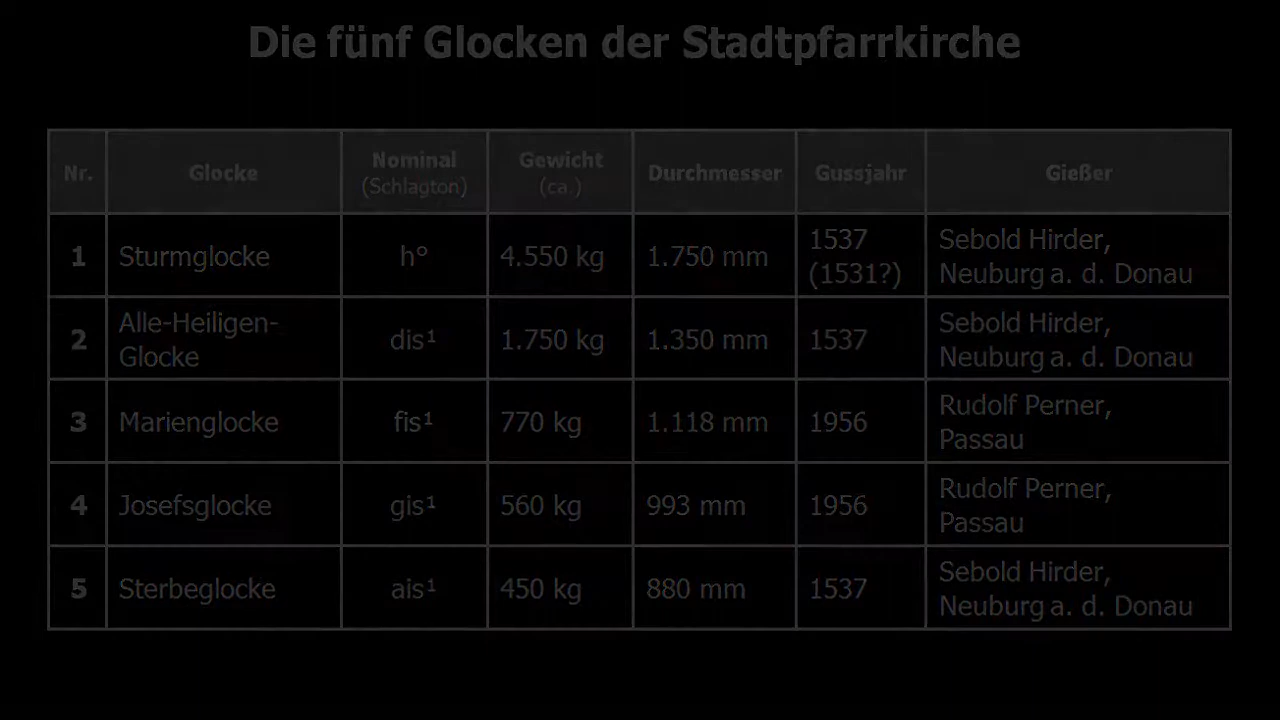 Die fünf Glocken der Stadtpfarrkirche
Nr. Glocke Nominal (Schlagton) Gewicht (ca.) Durchmesser Gussjahr Gießer
1 Sturmglocke h° 4.550 kg 1.750 mm 1537 (1531?) Sebold Hirder, Neuburg a. d. Donau
2 Alle-Heiligen-Glocke dis¹ 1.750 kg 1.350 mm 1537 Sebold Hirder, Neuburg a. d. Donau
3 Marienglocke fis¹ 770 kg 1.118 mm 1956 Rudolf Perner, Passau
4 Josefsglocke gis¹ 560 kg 993 mm 1956 Rudolf Perner, Passau
5 Sterbeglocke ais¹ 450 kg 880 mm 1537 Sebold Hirder, Neuburg a. d. Donau